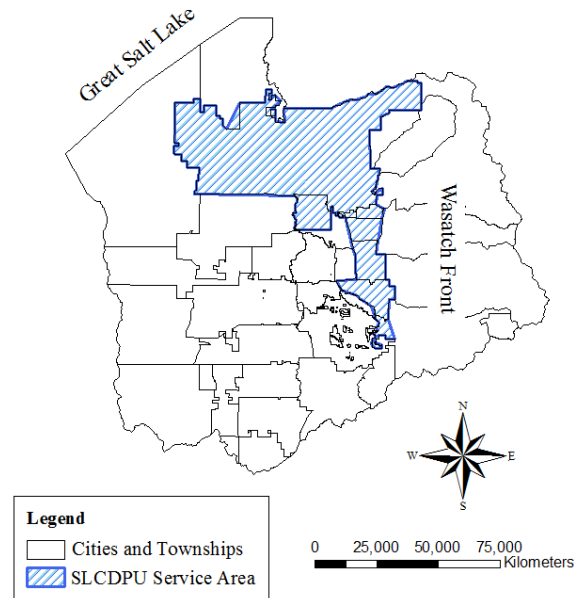 Great Salt Lake
Wasatch Front
N
W
E
S
Legend
Cities and Townships
SLCDPU Service Area
0 25,000 50,000 75,000
Kilometers